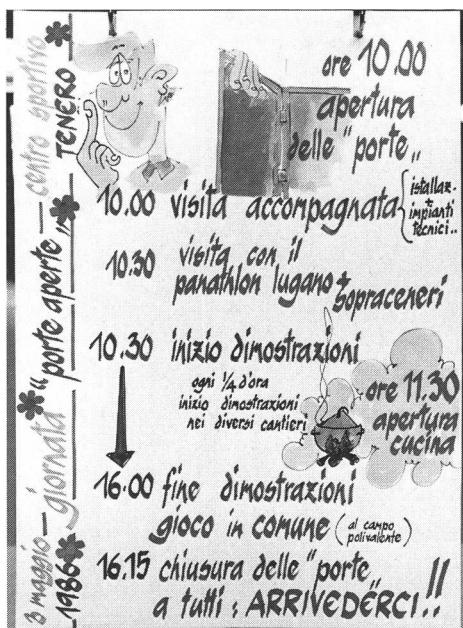 3 maggio — giornata — centro sportivo
1986 * "porte aperte" * TENERO *
ore 10.00
apertura
delle "porte"
10.00 visita accompagnata (istallaz.
+
impianti
tecnici..
10.30 visita con il
panathlon lugano +
sopraceneri
10.30 inizio dimostrazioni
ogni 1/4 d'ora
inizio dimostrazioni
nei diversi cantieri
ore 11.30
apertura
cucina
16.00 fine dimostrazioni
gioco in comune (al campo
polivalente)
16.15 chiusura delle "porte"
a tutti : ARRIVEDERCI..!!